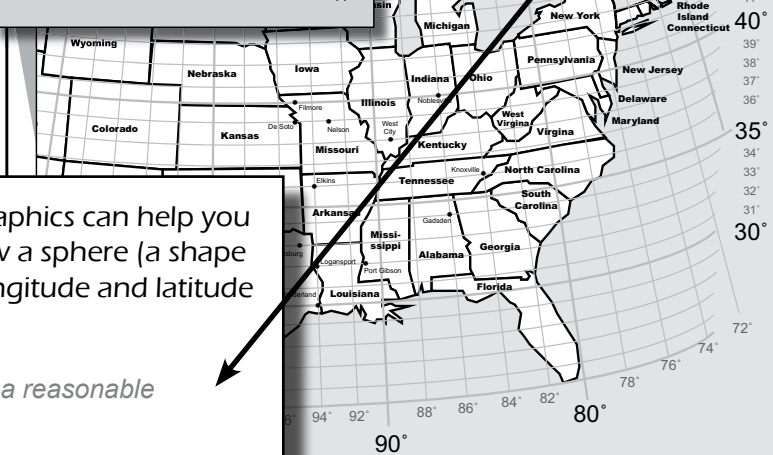 Michigan
New York
Rhode
Island
Connecticut
40°
39°
38°
37°
36°
35°
34°
33°
32°
31°
30°
Wyoming
Nebraska
Iowa
Illinois
Indiana
Noblesv
Ohio
Pennsylvania
New Jersey
Delaware
Maryland
Colorado
Kansas
Filmore
De Soto
Nelson
Missouri
West
City
Kentucky
West
Virgina
Virgina
Elkins
Arkansas
Tennessee
Knoxville
North Carolina
South
Carolina
Gadsden
Missi-
ssippi
Alabama
Georgia
Logansport
Port Gibson
Louisiana
Florida
aphics can help you
a sphere (a shape
ngitude and latitude
a reasonable
94°
92°
90°
88°
86°
84°
82°
80°
78°
76°
74°
72°